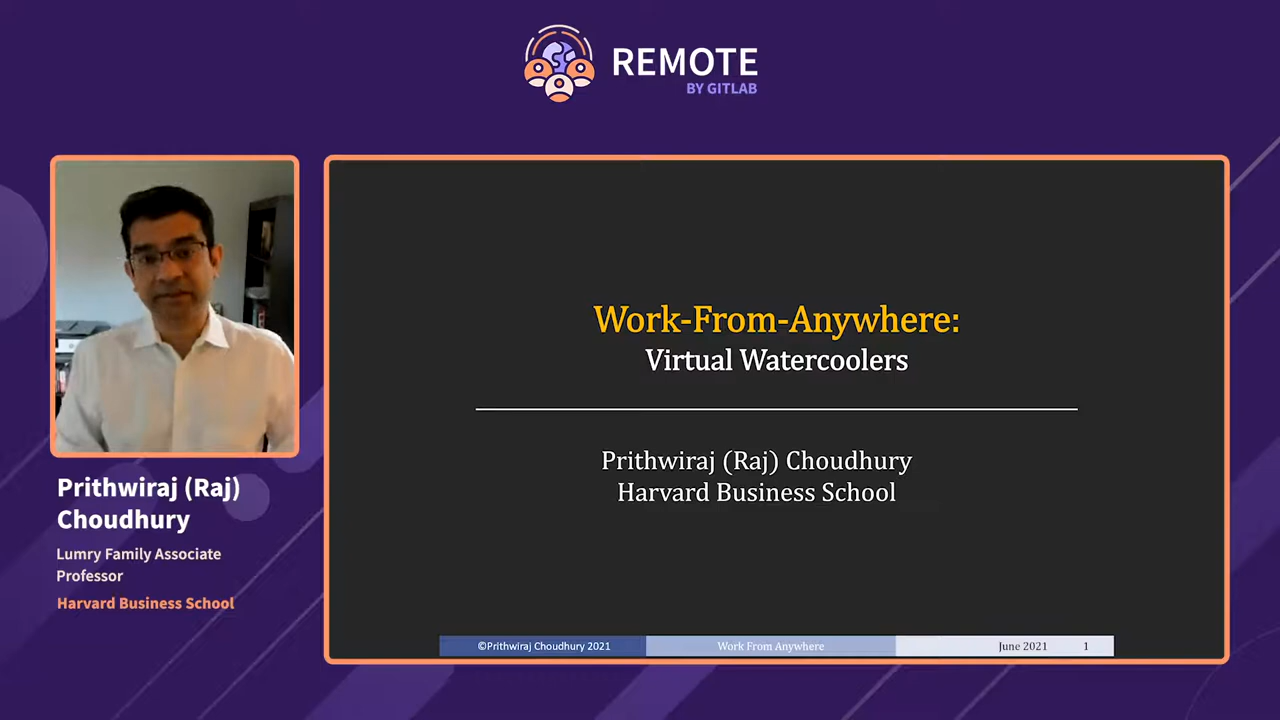 REMOTE
BY GITLAB
Work-From-Anywhere:
Virtual Watercoolers
Prithwiraj (Raj) Choudhury
Harvard Business School
©Prithwiraj Choudhury 2021
Work From Anywhere
June 2021
1
Prithwiraj (Raj)
Choudhury
Lumry Family Associate
Professor
Harvard Business School